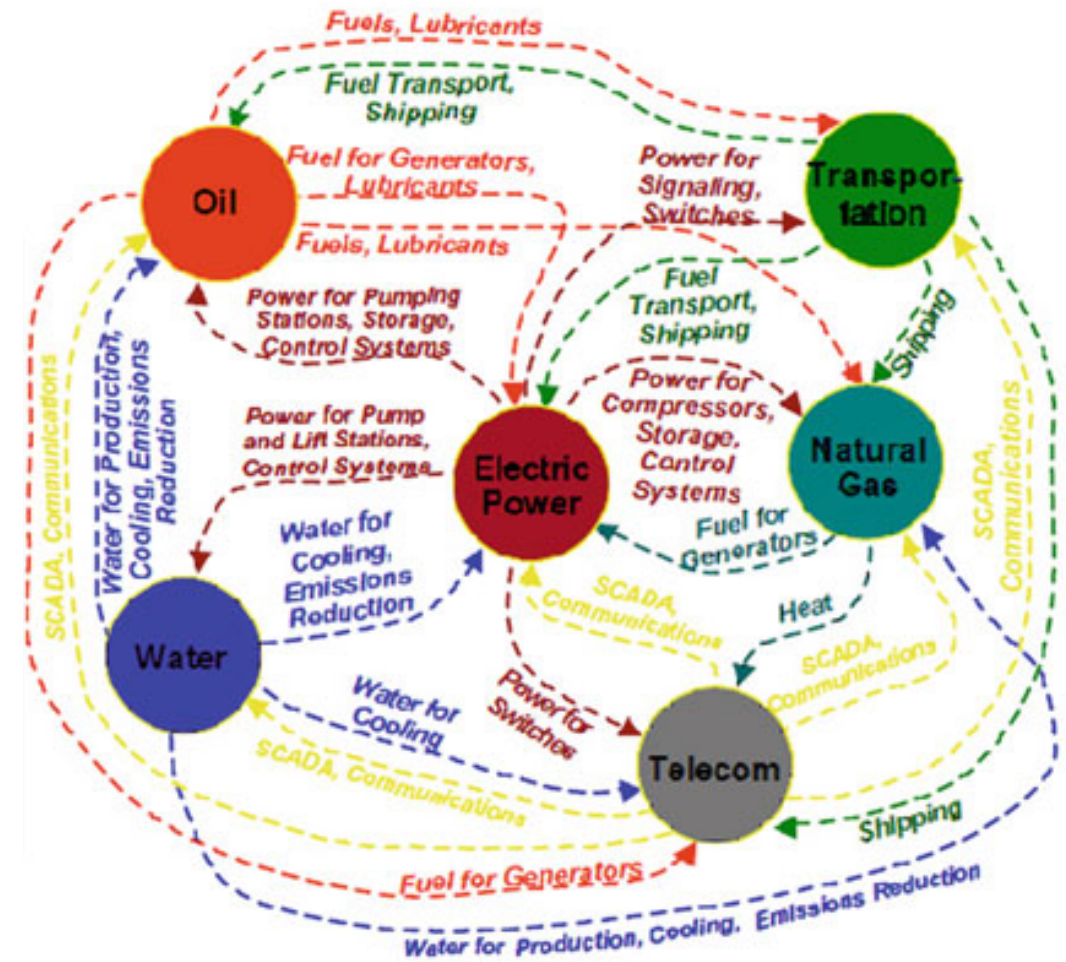 Fuels, Lubricants
Fuel Transport,
Shipping
Oil
Transpor-
tation
Fuel for Generators,
Lubricants
Fuels, Lubricants
Power for
Signaling,
Switches
Fuel
Transport,
Shipping
Shipping
Power for Pumping
Stations, Storage,
Control Systems
Power for
Compressors,
Storage,
Control
Systems
SCADA, Communications
Water for Production,
Cooling, Emissions
Reduction
Power for Pump
and Lift Stations,
Control Systems
Electric
Power
Natural
Gas
SCADA,
Communications
Fuel for
Generators
Water for
Cooling,
Emissions
Reduction
SCADA,
Communications
Heat
SCADA,
Communications
Water
Water for
Cooling
Power for
Switches
Telecom
SCADA, Communications
Shipping
Fuel for Generators
Water for Production, Cooling, Emissions Reduction